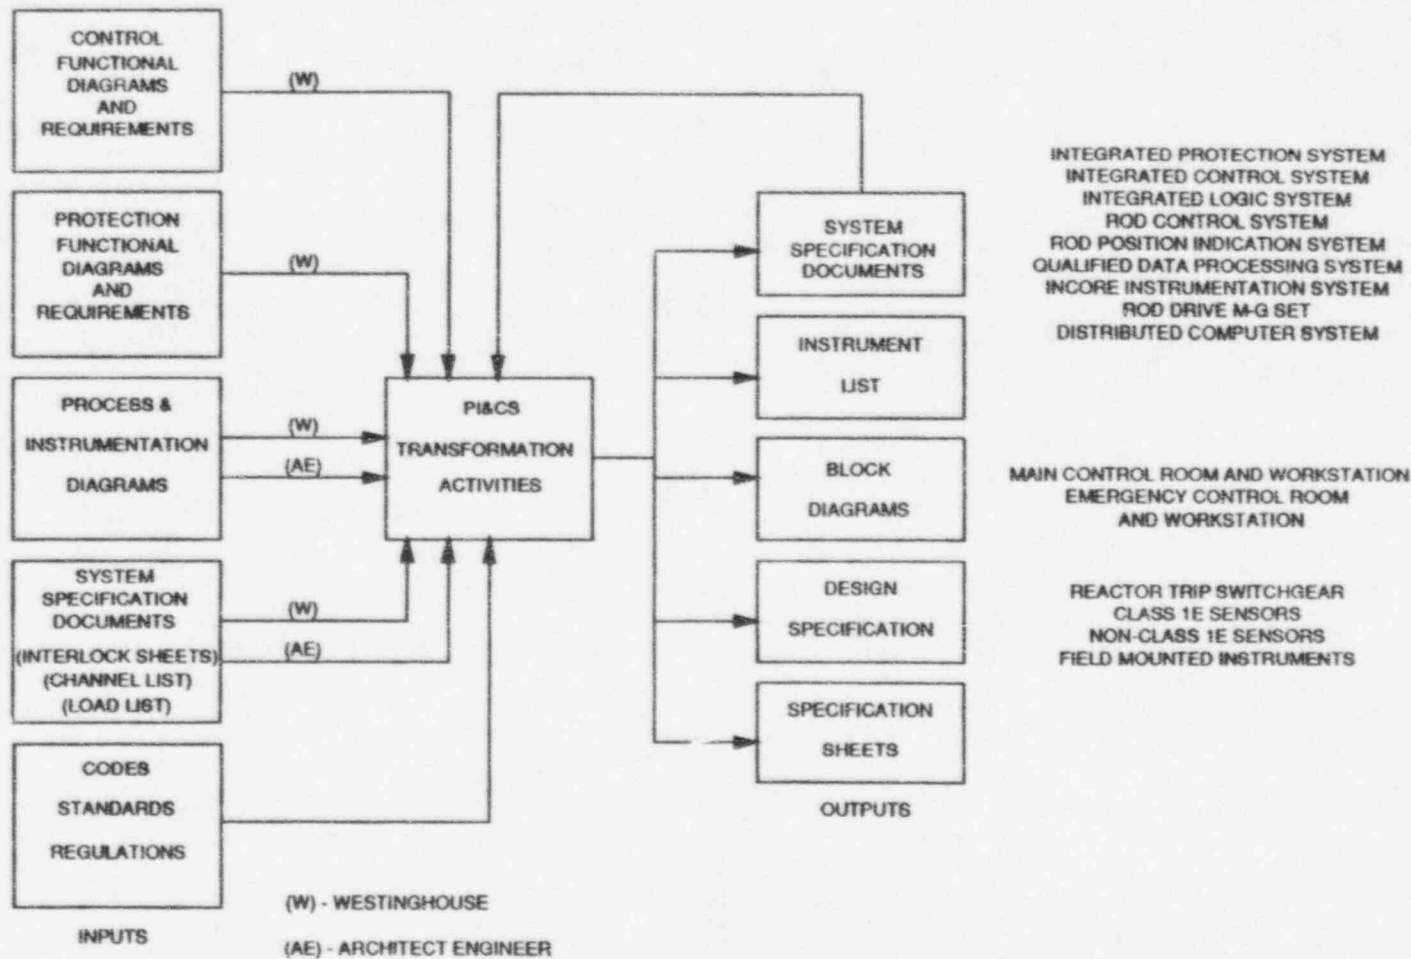 CONTROL
FUNCTIONAL
DIAGRAMS
AND
REQUIREMENTS
(W)
PROTECTION
FUNCTIONAL
DIAGRAMS
AND
REQUIREMENTS
(W)
PROCESS &
INSTRUMENTATION
DIAGRAMS
(W)
(AE)
SYSTEM
SPECIFICATION
DOCUMENTS
(INTERLOCK SHEETS)
(CHANNEL LIST)
(LOAD LIST)
(W)
(AE)
CODES
STANDARDS
REGULATIONS
INPUTS
(W) - WESTINGHOUSE
(AE) - ARCHITECT ENGINEER
PI&CS
TRANSFORMATION
ACTIVITIES
SYSTEM
SPECIFICATION
DOCUMENTS
INSTRUMENT
LIST
BLOCK
DIAGRAMS
DESIGN
SPECIFICATION
SPECIFICATION
SHEETS
OUTPUTS
INTEGRATED PROTECTION SYSTEM
INTEGRATED CONTROL SYSTEM
INTEGRATED LOGIC SYSTEM
ROD CONTROL SYSTEM
ROD POSITION INDICATION SYSTEM
QUALIFIED DATA PROCESSING SYSTEM
INCORE INSTRUMENTATION SYSTEM
ROD DRIVE M-G SET
DISTRIBUTED COMPUTER SYSTEM
MAIN CONTROL ROOM AND WORKSTATION
EMERGENCY CONTROL ROOM
AND WORKSTATION
REACTOR TRIP SWITCHGEAR
CLASS 1E SENSORS
NON-CLASS 1E SENSORS
FIELD MOUNTED INSTRUMENTS